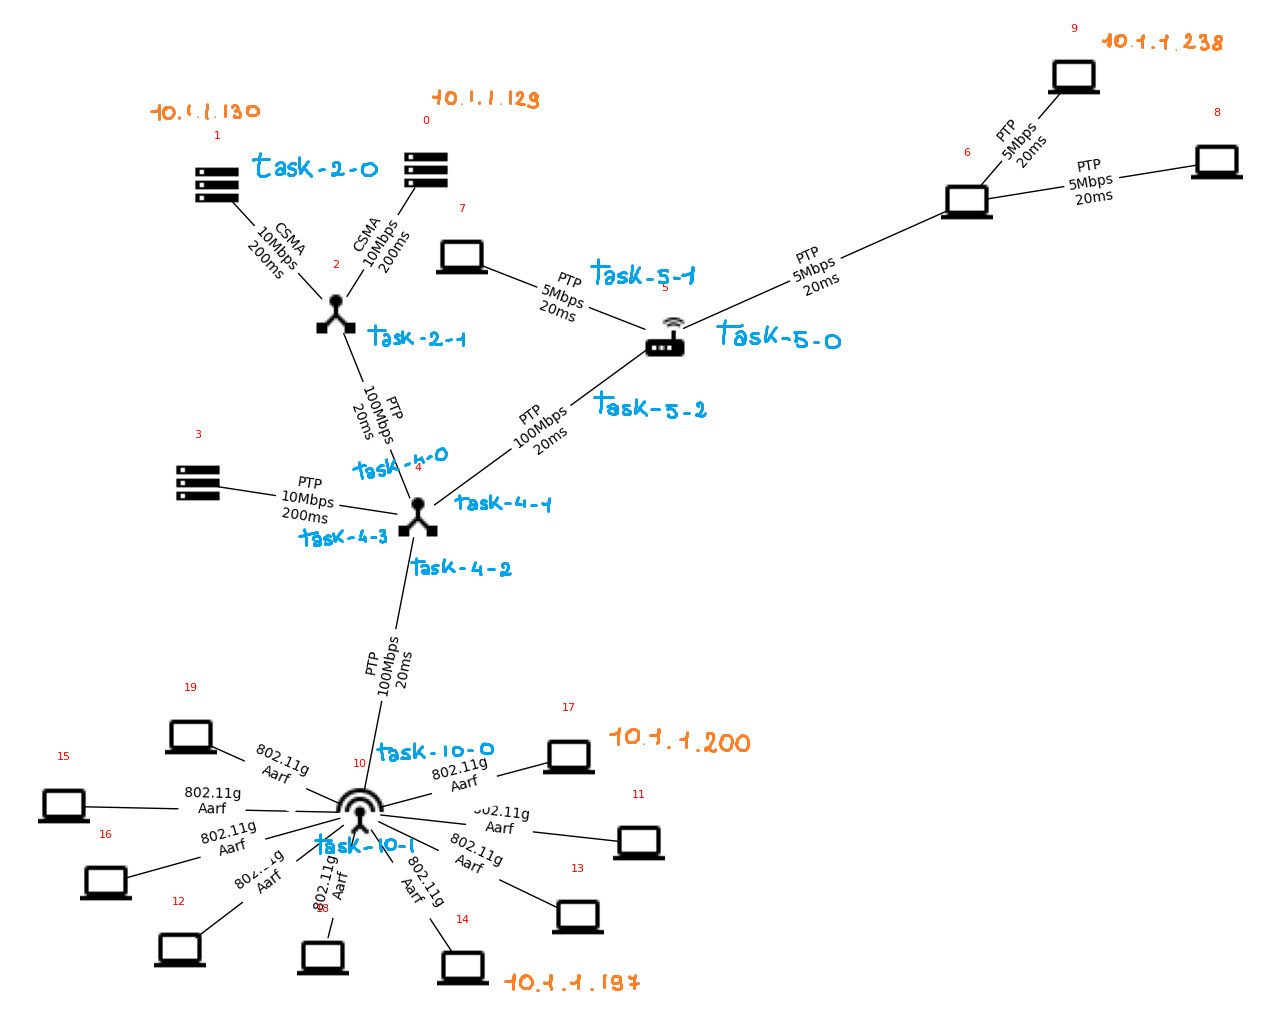 9
10.1.1.238
10.1.1.129
10.1.1.130
0
8
1
task-2-0
PTP
5Mbps
20ms
6
PTP
5Mbps
20ms
7
CSMA
10Mbps
200ms
CSMA
10Mbps
200ms
2
PTP
5Mbps
20ms
task-5-1
5
PTP
5Mbps
20ms
task-2-1
task-5-0
PTP
100Mbps
20ms
task-5-2
PTP
100Mbps
20ms
3
task-4-0
4
PTP
10Mbps
200ms
task-4-1
task-4-3
task-4-2
PTP
100Mbps
20ms
19
17
10.1.1.200
15
802.11g
Aarf
task-10-0
10
802.11g
Aarf
802.11g
Aarf
11
802.11g
Aarf
16
802.11g
Aarf
task-10-1
802.11g
Aarf
13
Aarf
802.11g
Aarf
802.11g
Aarf
12
18
14
10.1.1.197